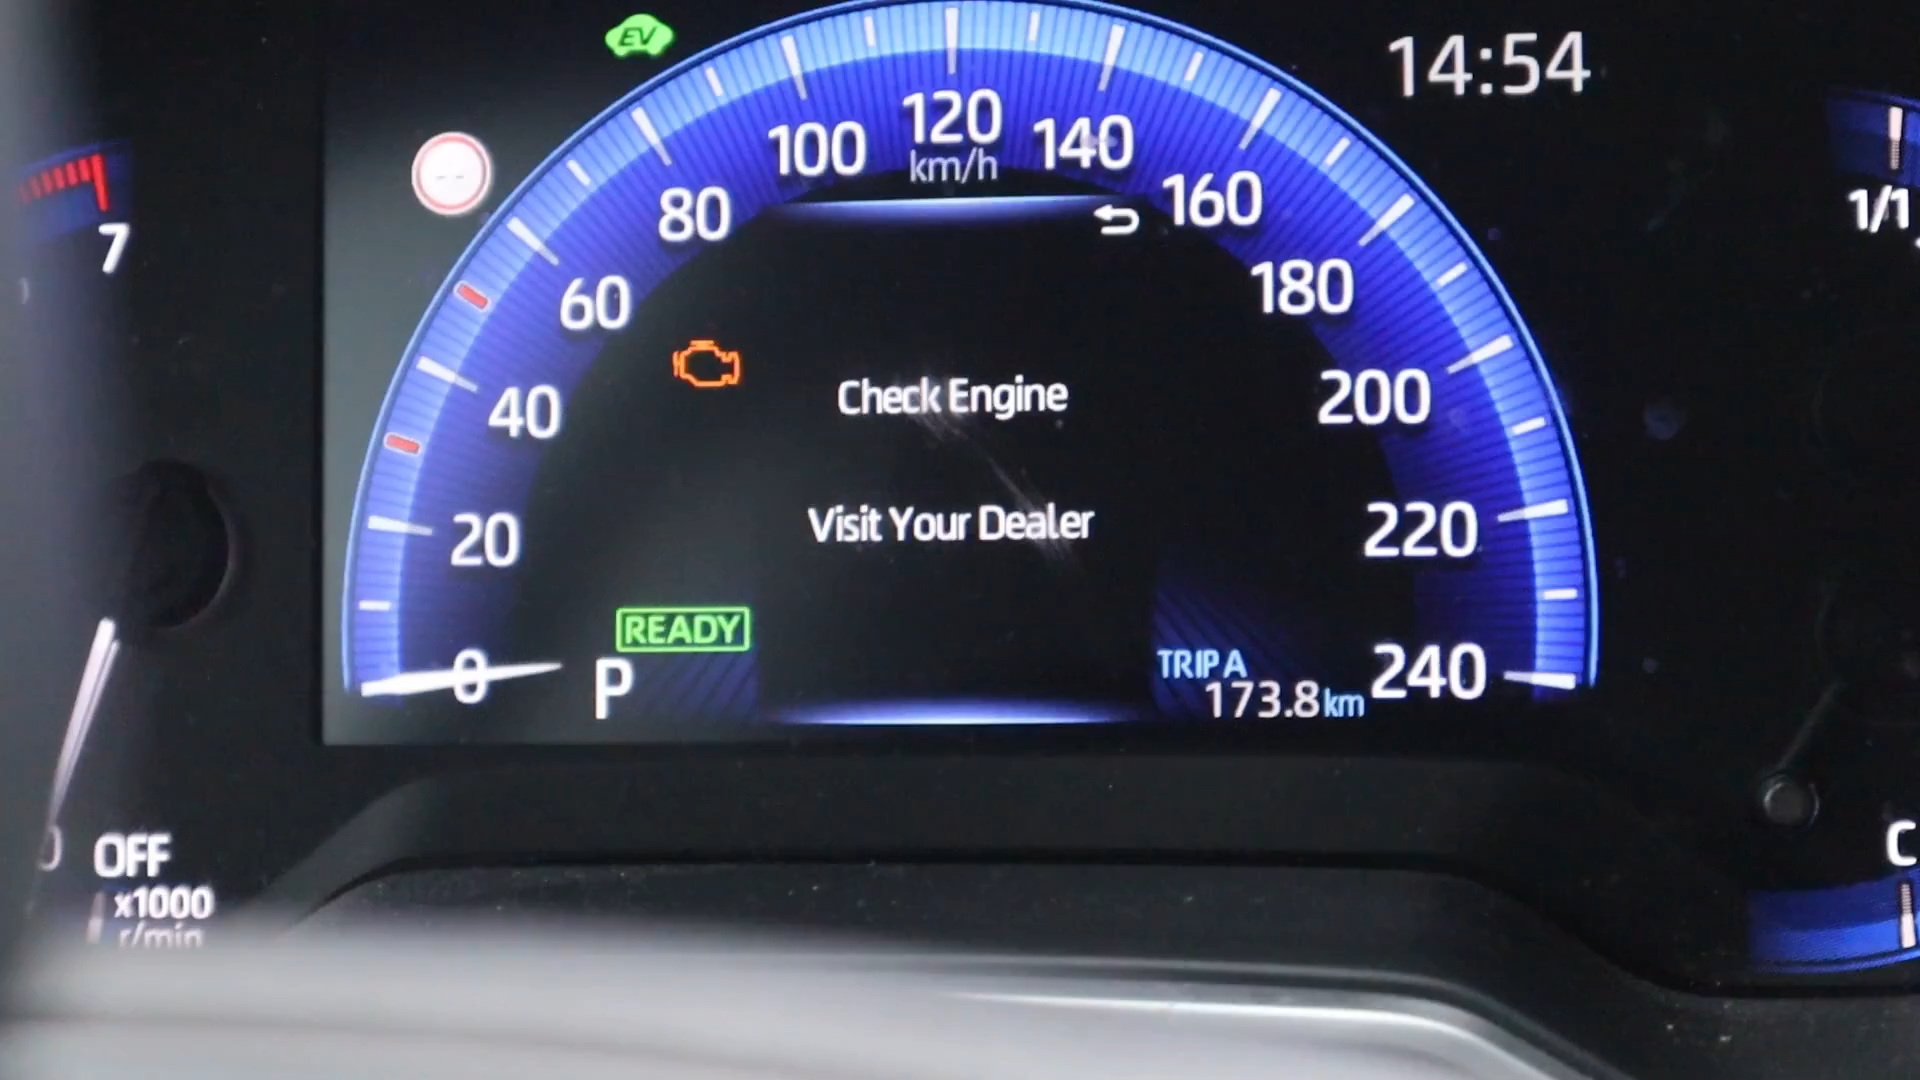 EV
14:54
120
km/h
100
140
80
160
1/1
7
60
180
Check Engine
40
200
Visit Your Dealer
20
220
READY
TRIP A
0
P
173.8 km
240
0
OFF
C
x1000
r/min